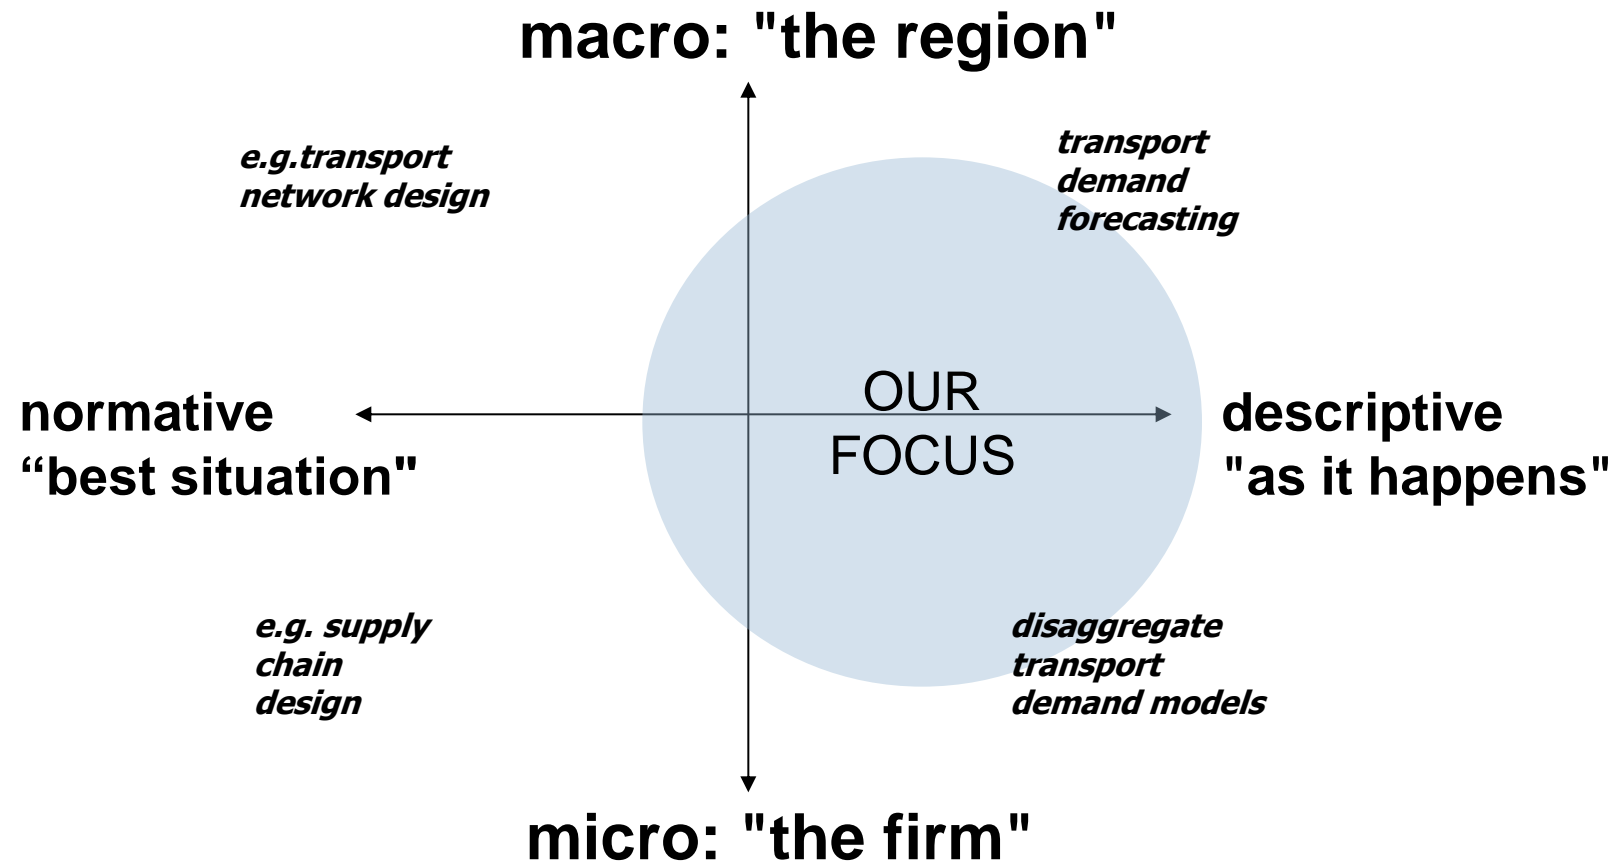 macro: "the region"
e.g.transport
network design
transport
demand
forecasting
normative
“best situation"
OUR
FOCUS
descriptive
"as it happens"
e.g. supply
chain
design
disaggregate
transport
demand models
micro: "the firm"